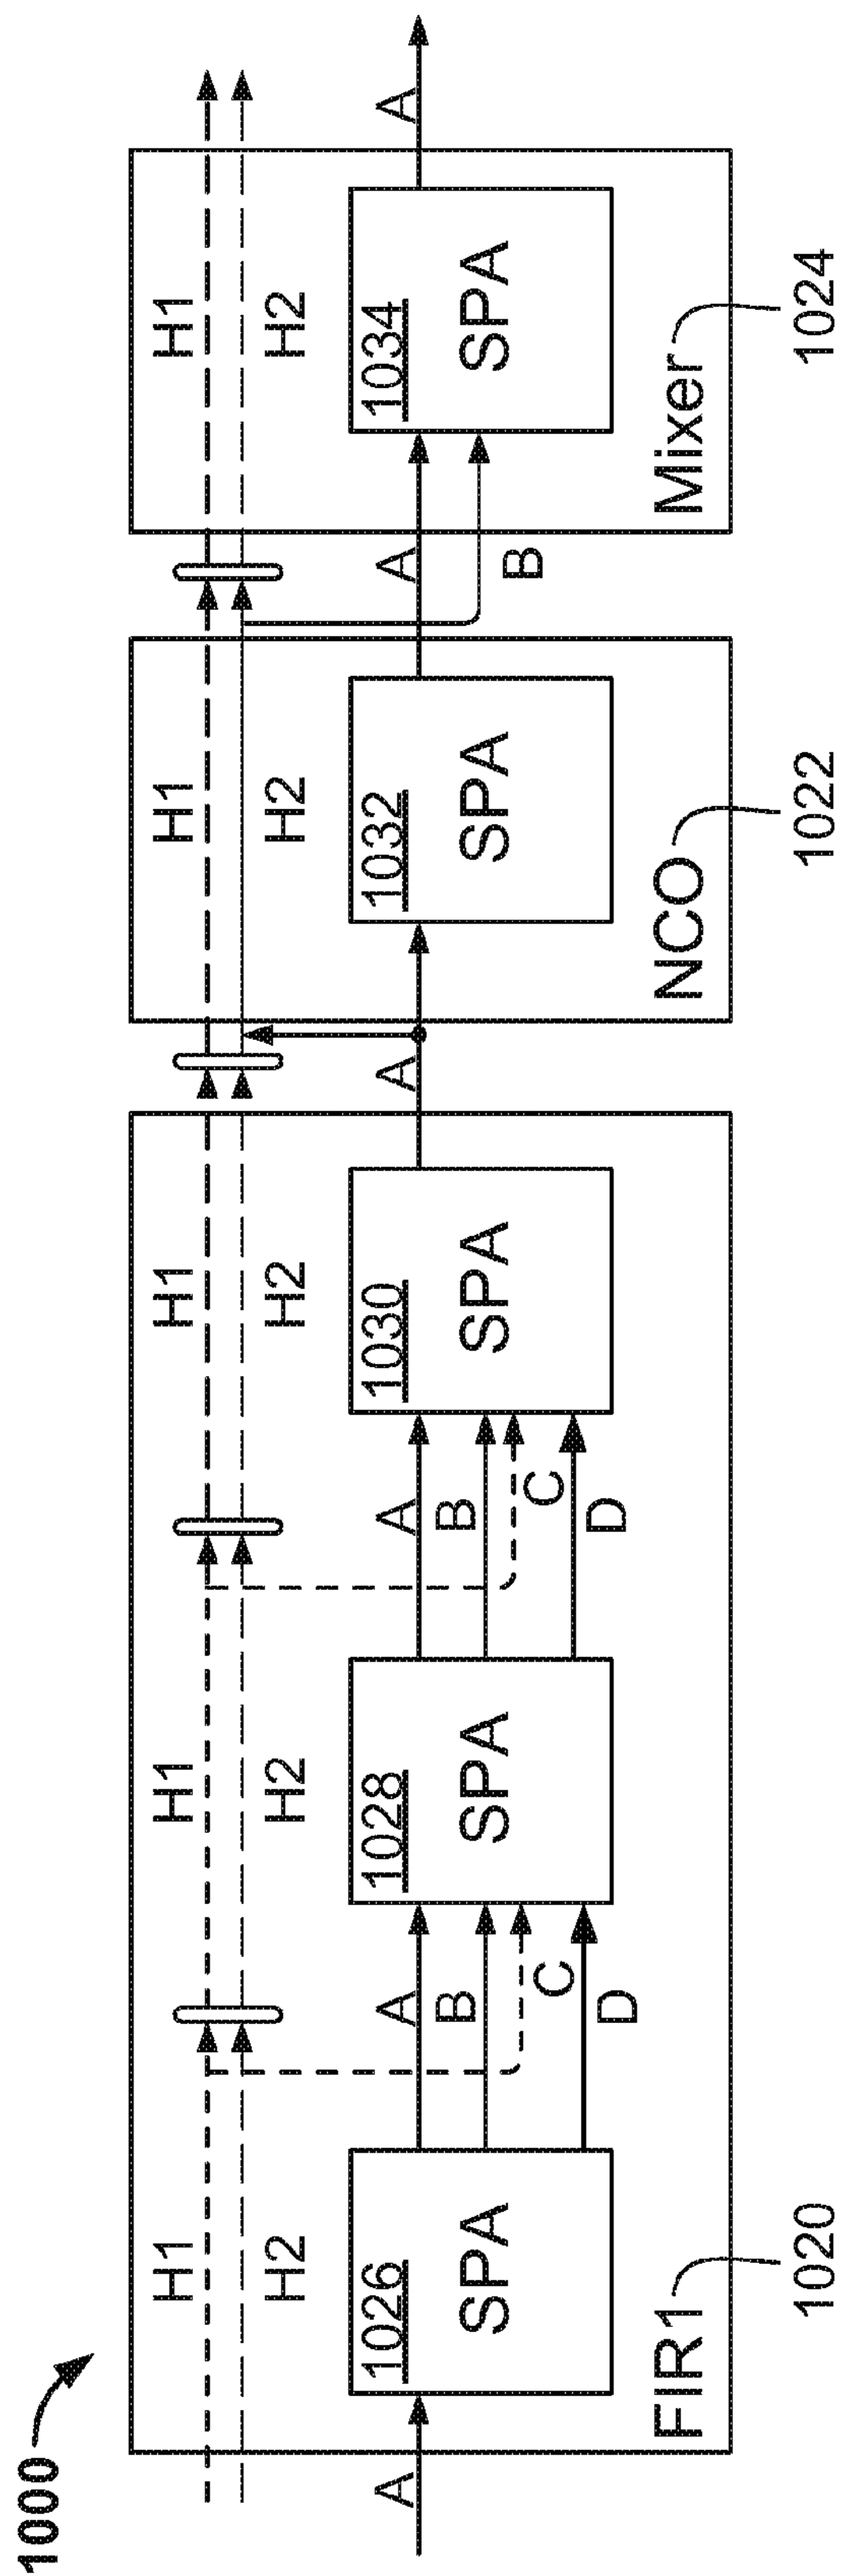 1000
H1 H1 H1 H1 H1
H2 H2 H2 H2 H2
A 1026 A 1028 A 1030 A 1032 A 1034 A
SPA B SPA B SPA SPA B SPA
C C
D D
FIR1 NCO Mixer
1020 1022 1024